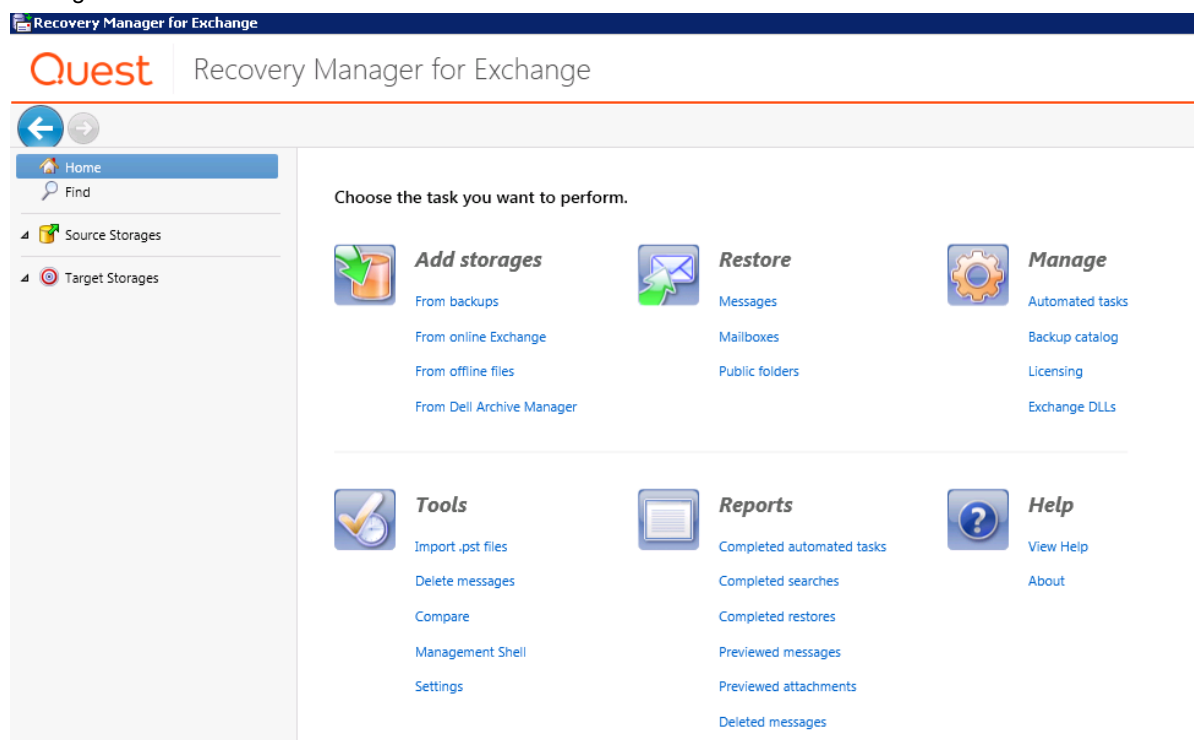 Recovery Manager for Exchange
Quest Recovery Manager for Exchange
Home
Find
Source Storages
Target Storages
Choose the task you want to perform.
Add storages
From backups
From online Exchange
From offline files
From Dell Archive Manager
Restore
Messages
Mailboxes
Public folders
Manage
Automated tasks
Backup catalog
Licensing
Exchange DLLs
Tools
Import .pst files
Delete messages
Compare
Management Shell
Settings
Reports
Completed automated tasks
Completed searches
Completed restores
Previewed messages
Previewed attachments
Deleted messages
Help
View Help
About